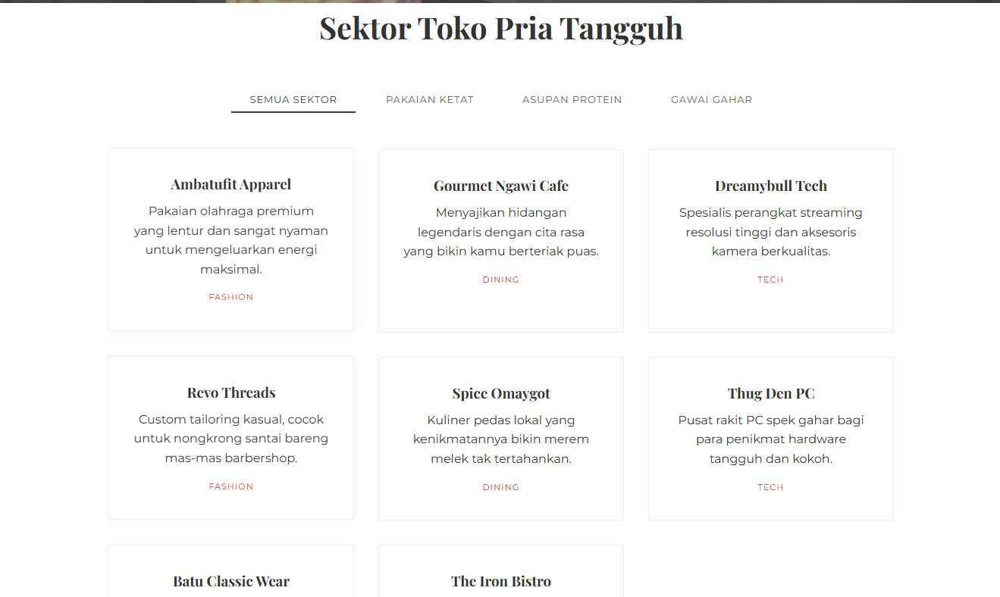 Sektor Toko Pria Tangguh
SEMUA SEKTOR
PAKAIAN KETAT
ASUPAN PROTEIN
GAWAI GAHAR
Ambatufit Apparel
Pakaian olahraga premium
yang lentur dan sangat nyaman
untuk mengeluarkan energi
maksimal.
FASHION
Gourmet Ngawi Cafe
Menyajikan hidangan
legendaris dengan cita rasa
yang bikin kamu berteriak puas.
DINING
Dreamybull Tech
Spesialis perangkat streaming
resolusi tinggi dan aksesoris
kamera berkualitas.
TECH
Revo Threads
Custom tailoring kasual, cocok
untuk nongkrong santai bareng
mas-mas barbershop.
FASHION
Spice Omaygot
Kuliner pedas lokal yang
kenikmatannya bikin merem
melek tak tertahankan.
DINING
Thug Den PC
Pusat rakit PC spek gahar bagi
para penikmat hardware
tangguh dan kokoh.
TECH
Batu Classic Wear
The Iron Bistro